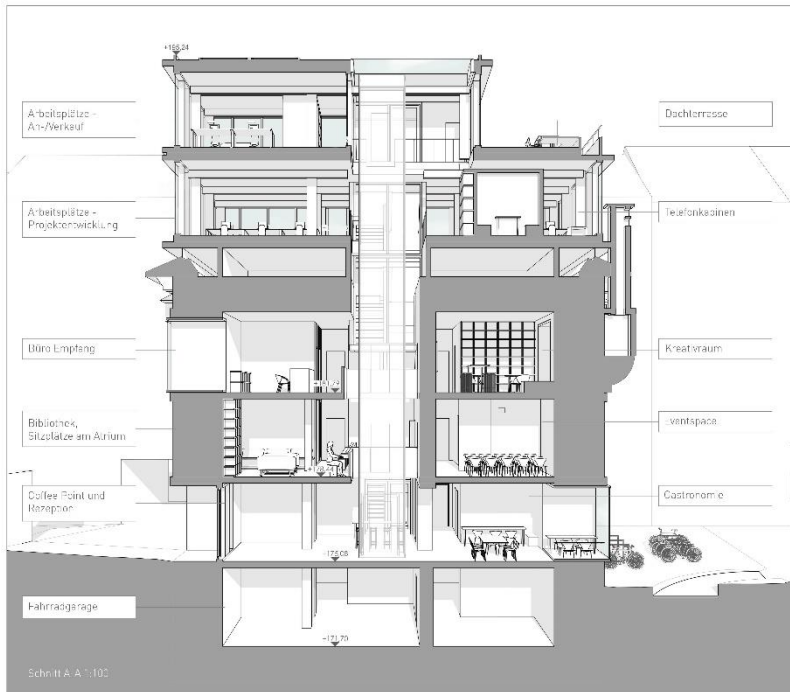 +195,24
Arbeitsplätze -
An-/Verkauf
Dachterrasse
Arbeitsplätze -
Projektentwicklung
Telefonkabinen
Büro Empfang
Kreativraum
Bibliothek,
Sitzplätze am Atrium
Eventspace
Coffee Point und
Rezeption
Gastronomie
+175,08
Fahrradgarage
+171,70
Schnitt A-A 1:100